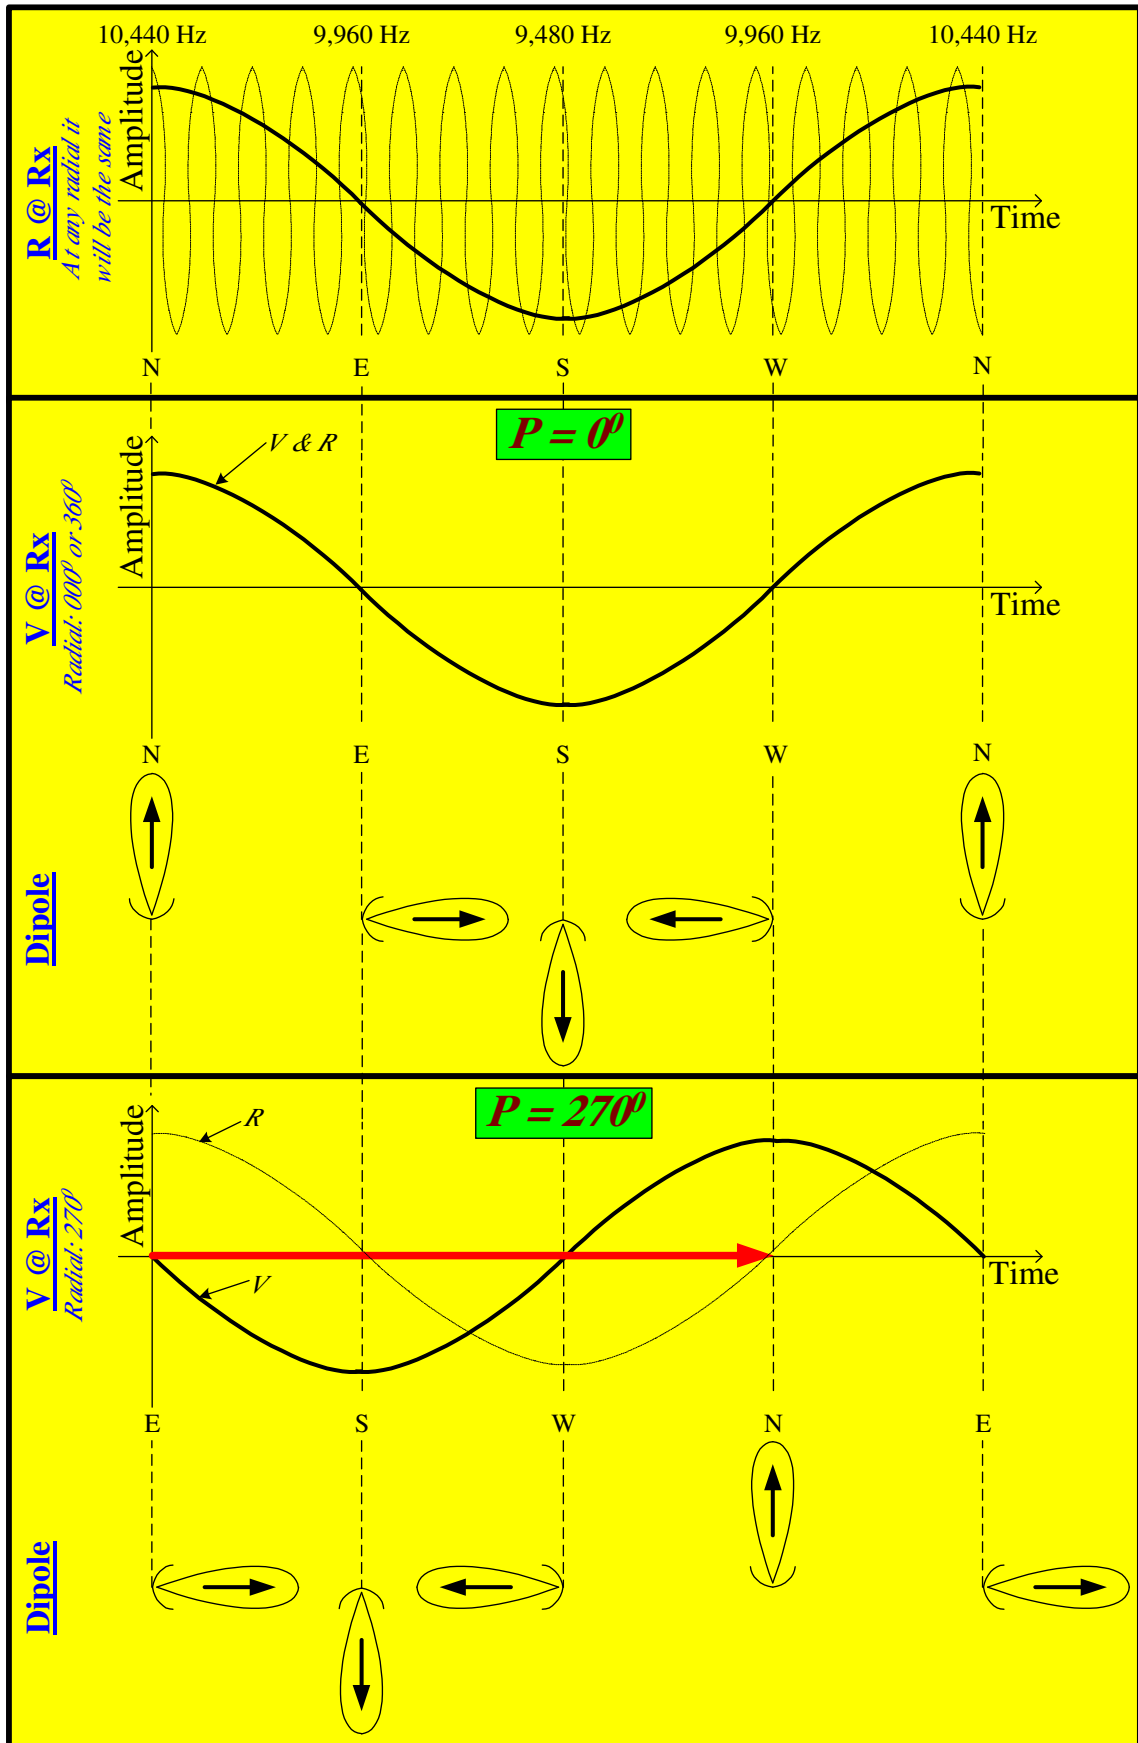 10,440 Hz 9,960 Hz 9,480 Hz 9,960 Hz 10,440 Hz
R @ Rx
At any radial it
will be the same
Amplitude
Time
N E S W N
P = 0⁰
V & R
V @ Rx
Radial: 000⁰ or 360⁰
Amplitude
Time
N E S W N
Dipole
P = 270⁰
R
V @ Rx
Radial: 270⁰
Amplitude
V
Time
E S W N E
Dipole